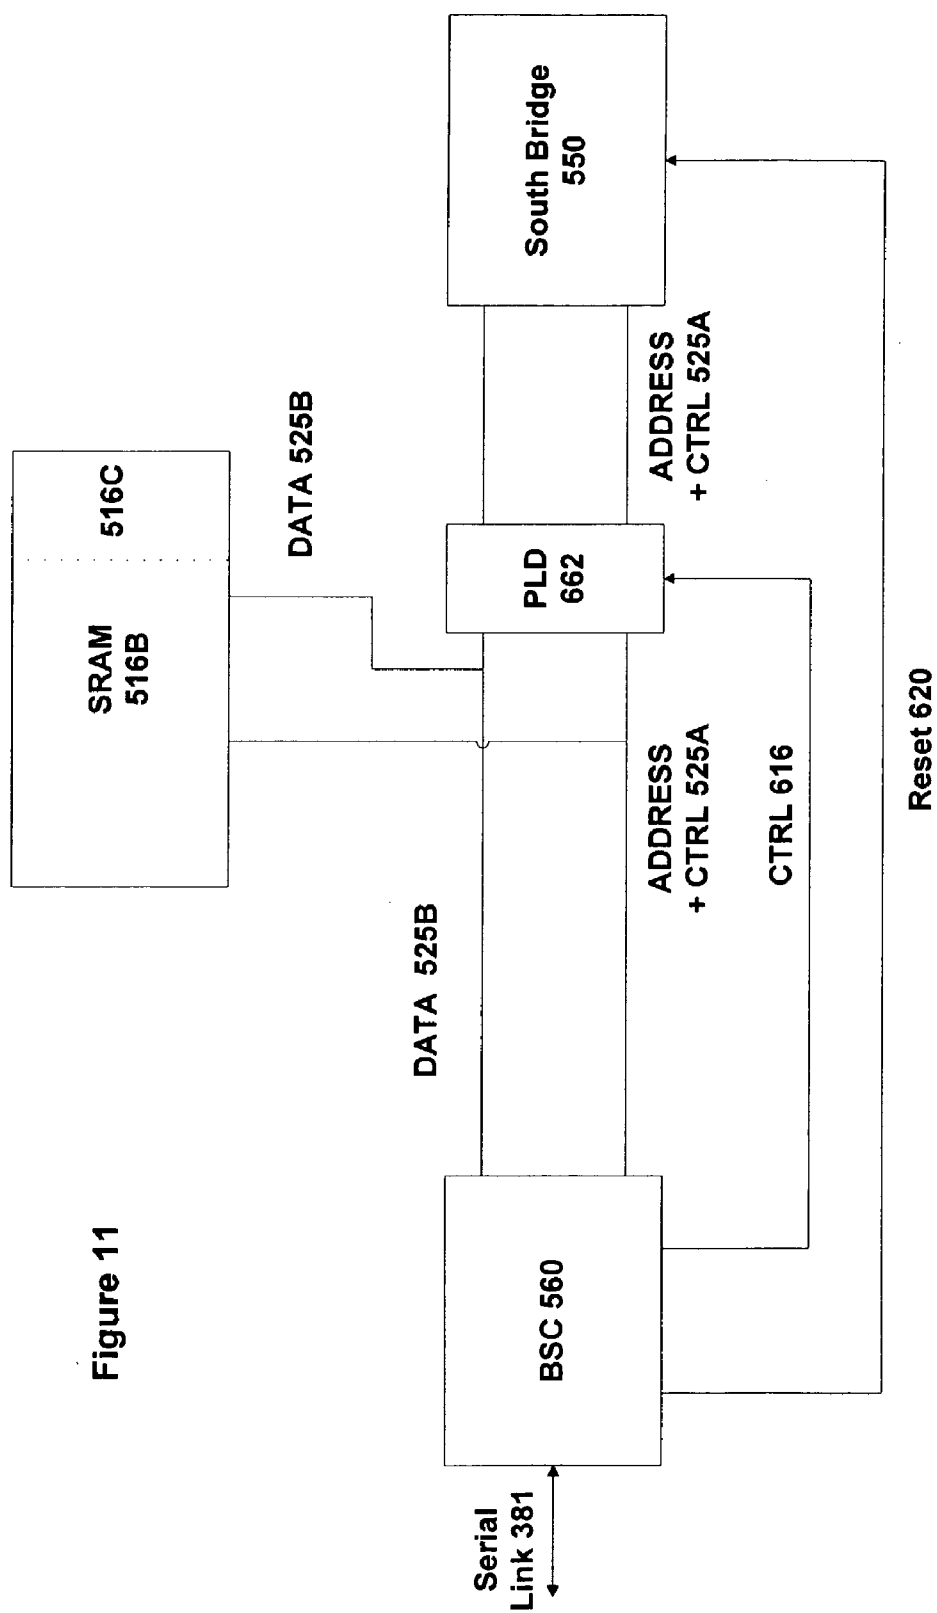 Figure 11
SRAM
516B
516C
DATA 525B
DATA 525B
Serial
Link 381
BSC 560
PLD
662
South Bridge
550
ADDRESS
+ CTRL 525A
ADDRESS
+ CTRL 525A
CTRL 616
Reset 620